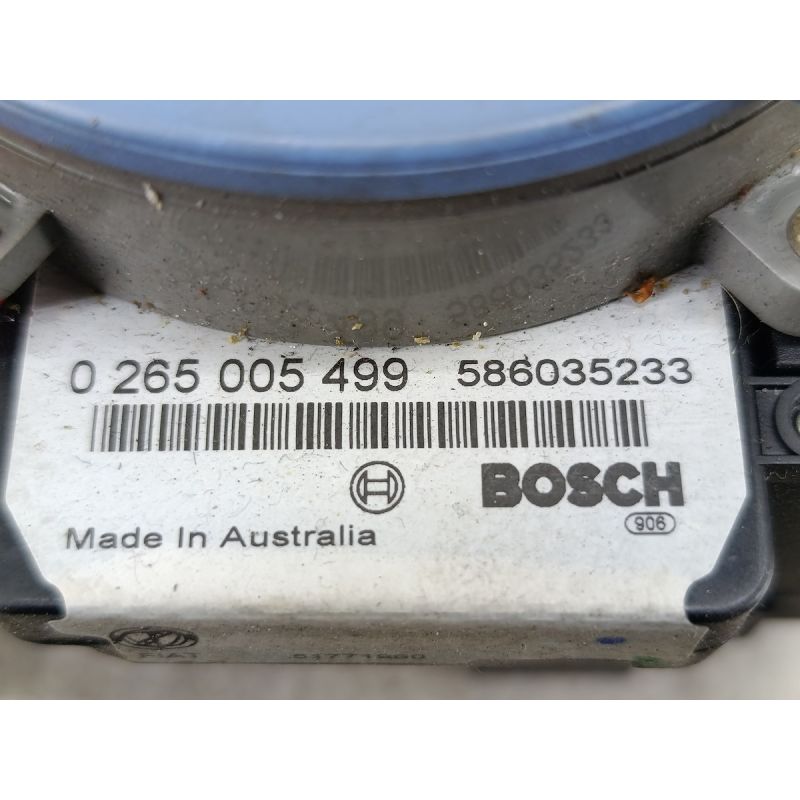 0 265 005 499 586035233
BOSCH
Made In Australia
906